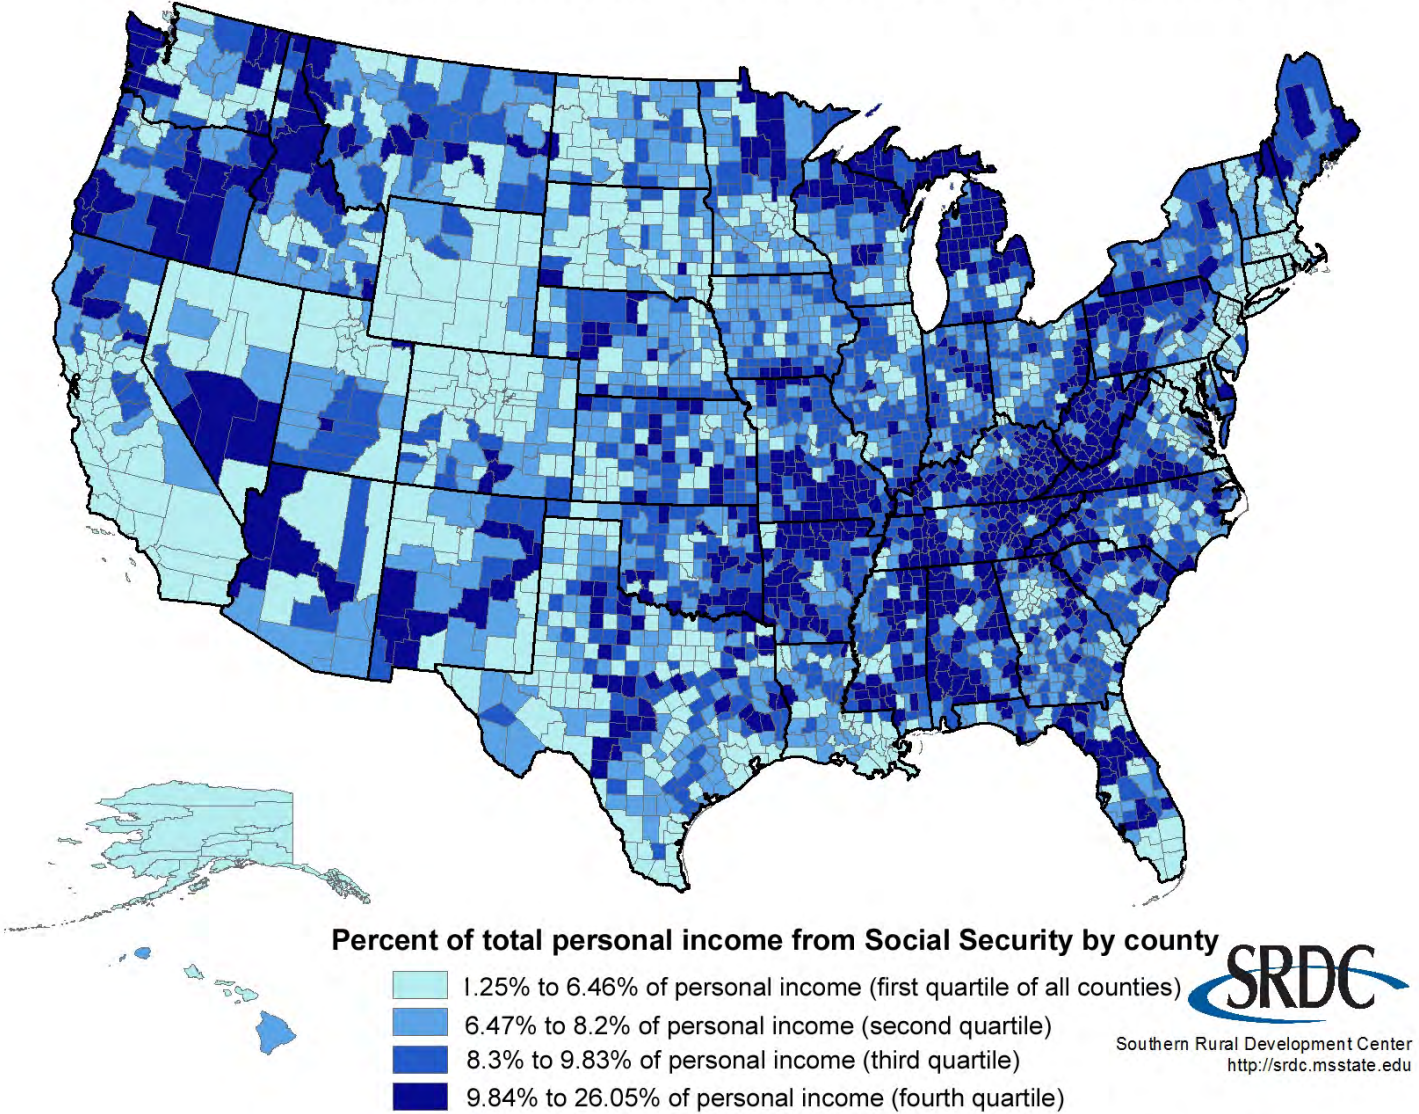 Percent of total personal income from Social Security by county
1.25% to 6.46% of personal income (first quartile of all counties)
6.47% to 8.2% of personal income (second quartile)
8.3% to 9.83% of personal income (third quartile)
9.84% to 26.05% of personal income (fourth quartile)
SRDC
Southern Rural Development Center
http://srdc.msstate.edu